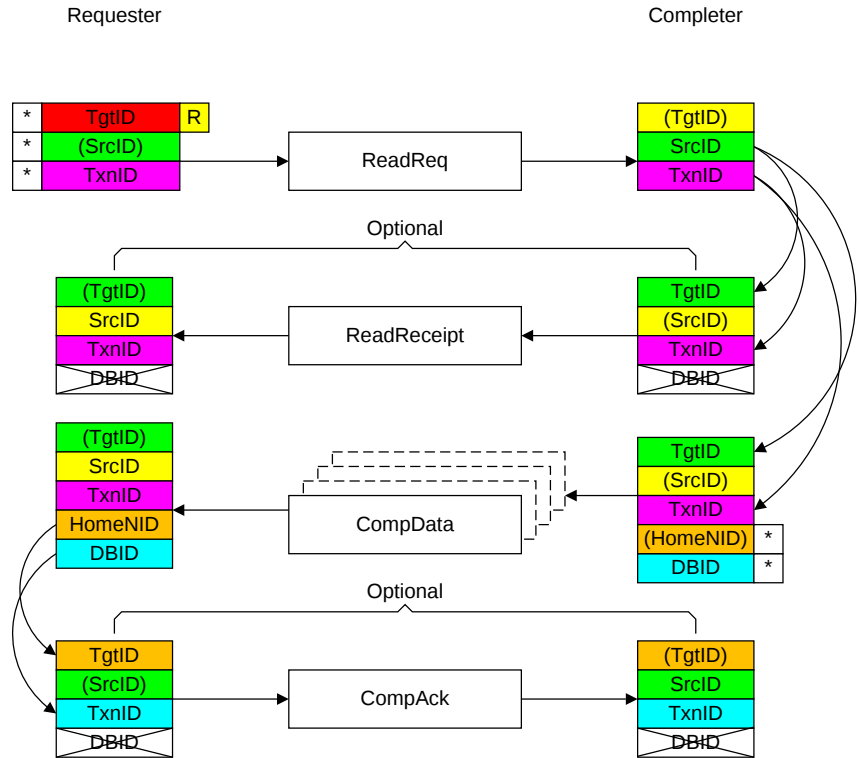 Requester
Completer
* TgtID R
* (SrcID)
* TxnID
ReadReq
(TgtID)
SrcID
TxnID
Optional
(TgtID)
SrcID
TxnID
DBID
ReadReceipt
TgtID
(SrcID)
TxnID
DBID
(TgtID)
SrcID
TxnID
HomeNID
DBID
CompData
TgtID
(SrcID)
TxnID
(HomeNID) *
DBID *
Optional
TgtID
(SrcID)
TxnID
DBID
CompAck
(TgtID)
SrcID
TxnID
DBID